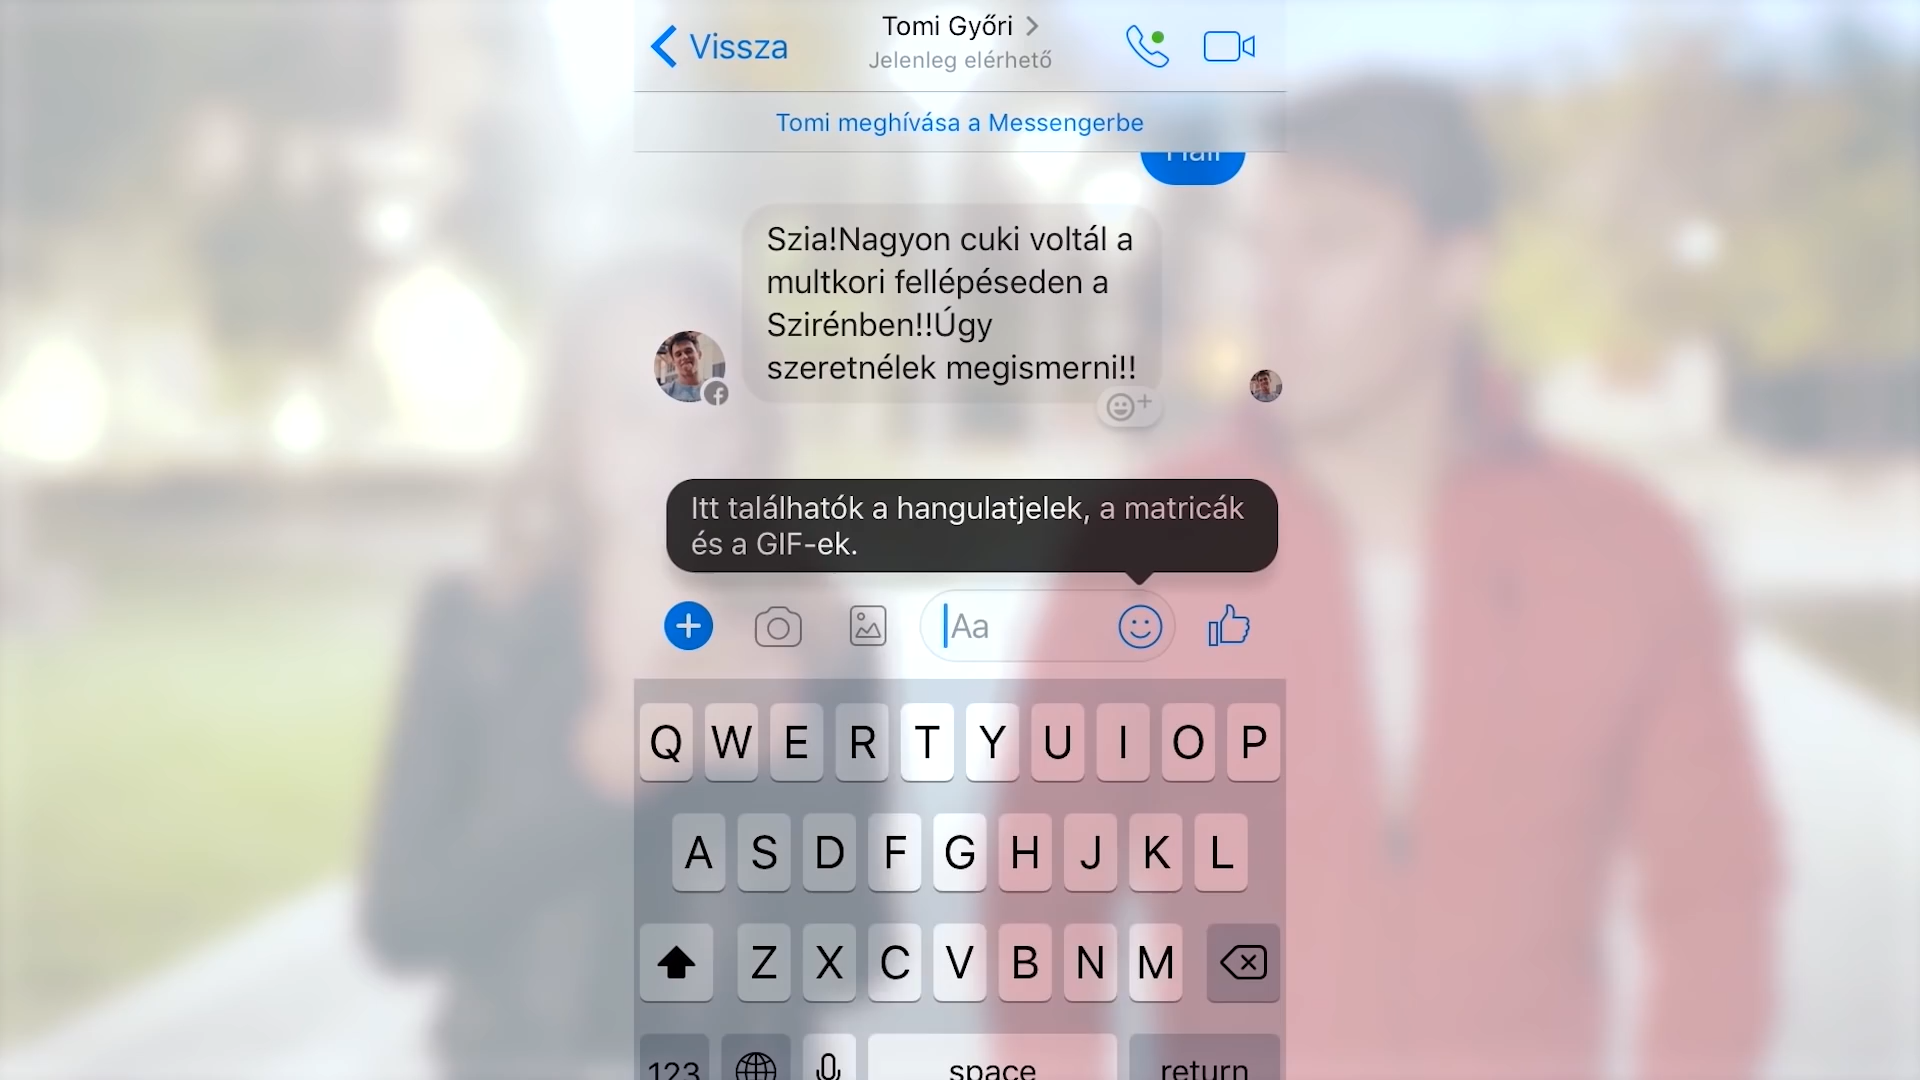 Vissza
Tomi Győri
Jelenleg elérhető
Tomi meghívása a Messengerbe
Szia!Nagyon cuki voltál a
multkori fellépéseden a
Szirénben!!Úgy
szeretnélek megismerni!!
Itt találhatók a hangulatjelek, a matricák
és a GIF-ek.
Aa
Q W E R T Y U I O P
A S D F G H J K L
Z X C V B N M
123 space return